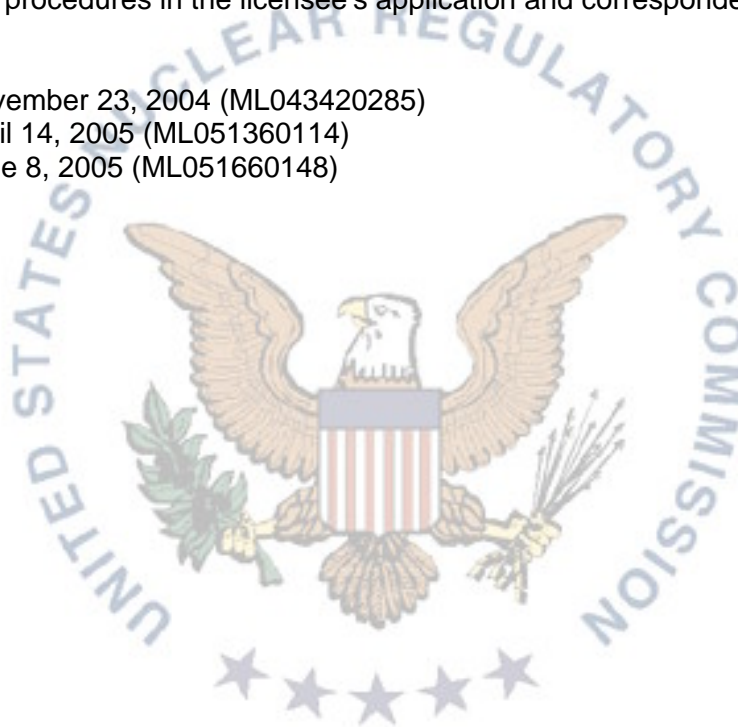 procedures in the licensee's application and corresponde
vember 23, 2004 (ML043420285)
il 14, 2005 (ML051360114)
e 8, 2005 (ML051660148)
UNITED STATES NUCLEAR REGULATORY COMMISSION